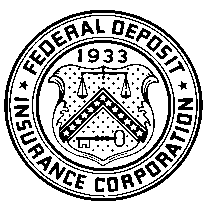 FEDERAL DEPOSIT
1933
INSURANCE CORPORATION